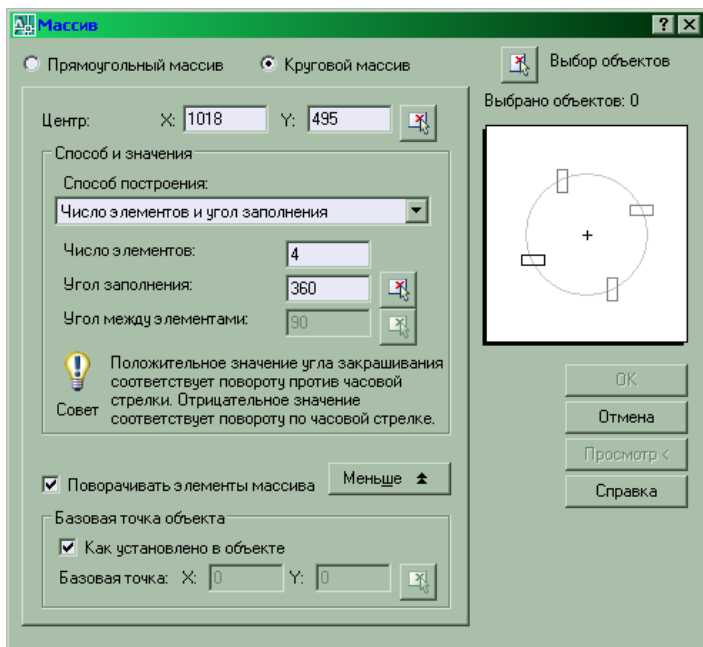 Массив
Прямоугольный массив Круговой массив Выбор объектов
Выбрано объектов: 0
Центр: X: 1018 Y: 495
Способ и значения
Способ построения:
Число элементов и угол заполнения
Число элементов: 4
Угол заполнения: 360
Угол между элементами: 90
Положительное значение угла закрашивания
соответствует повороту против часовой
стрелки. Отрицательное значение
соответствует повороту по часовой стрелке.
Совет
OK
Отмена
Просмотр <
Справка
Поворачивать элементы массива Меньше
Базовая точка объекта
Как установлено в объекте
Базовая точка: X: 0 Y: 0